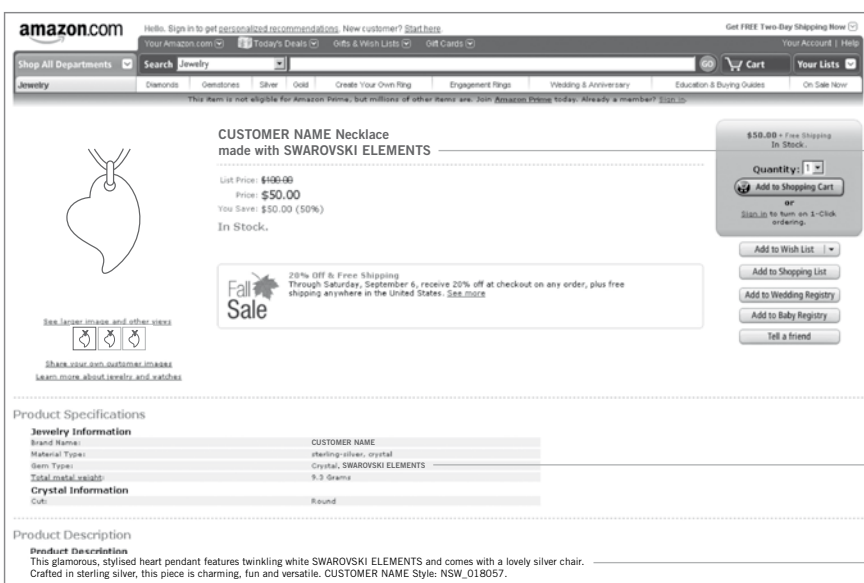 amazon.com
Hello. Sign in to get personalized recommendations. New customer? Start here.
Get FREE Two-Day Shipping Now
Your Amazon.com Today's Deals Gifts & Wish Lists Gift Cards
Your Account | Help
Shop All Departments Search Jewelry GO Cart Your Lists
Jewelry Diamonds Gemstones Silver Gold Create Your Own Ring Engagement Rings Wedding & Anniversary Education & Buying Guides On Sale Now
This item is not eligible for Amazon Prime, but millions of other items are. Join Amazon Prime today. Already a member? Sign in.
CUSTOMER NAME Necklace
made with SWAROVSKI ELEMENTS
List Price: $100.00
Price: $50.00
You Save: $50.00 (50%)
In Stock.
$50.00 + Free Shipping
In Stock.
Quantity: 1
Add to Shopping Cart
or
Sign in to turn on 1-Click
ordering.
Add to Wish List
Add to Shopping List
Add to Wedding Registry
Add to Baby Registry
Tell a friend
Fall
Sale
20% Off & Free Shipping
Through Saturday, September 6, receive 20% off at checkout on any order, plus free
shipping anywhere in the United States. See more
See larger image and other views
Share your own customer images
Learn more about jewelry and watches
Product Specifications
Jewelry Information
Brand Name: CUSTOMER NAME
Material Type: sterling-silver, crystal
Gem Type: Crystal, SWAROVSKI ELEMENTS
Total metal weight: 9.3 Grams
Crystal Information
Cut: Round
Product Description
Product Description
This glamorous, stylised heart pendant features twinkling white SWAROVSKI ELEMENTS and comes with a lovely silver chair.
Crafted in sterling silver, this piece is charming, fun and versatile. CUSTOMER NAME Style: NSW_018057.